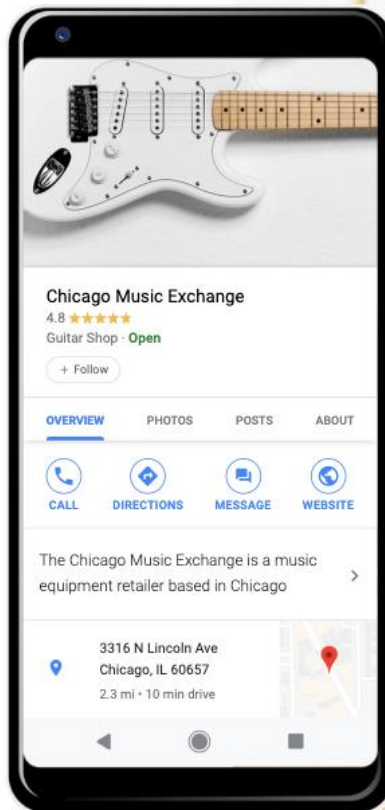 Chicago Music Exchange
4.8 ★★★★★
Guitar Shop · Open
+ Follow
OVERVIEW PHOTOS POSTS ABOUT
CALL DIRECTIONS MESSAGE WEBSITE
The Chicago Music Exchange is a music
equipment retailer based in Chicago
3316 N Lincoln Ave
Chicago, IL 60657
2.3 mi • 10 min drive